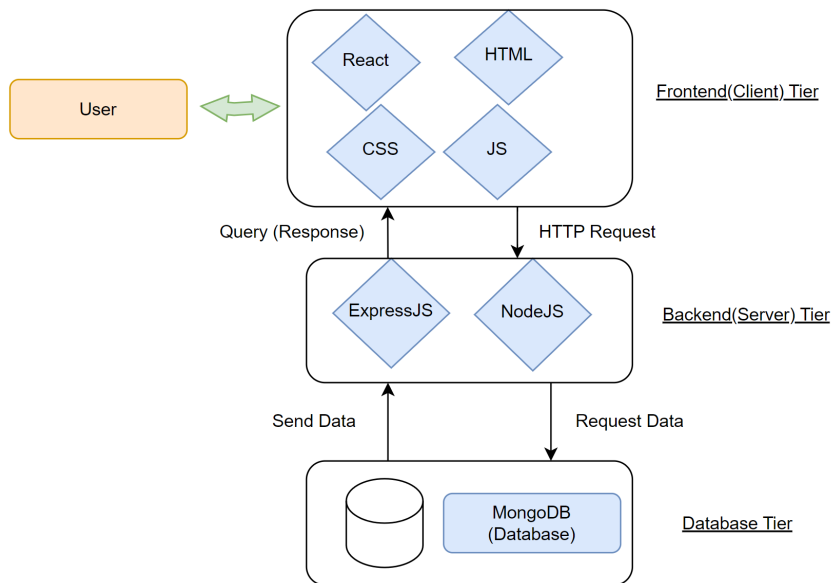 React
HTML
User
Frontend(Client) Tier
CSS
JS
Query (Response)
HTTP Request
ExpressJS
NodeJS
Backend(Server) Tier
Send Data
Request Data
MongoDB
(Database)
Database Tier